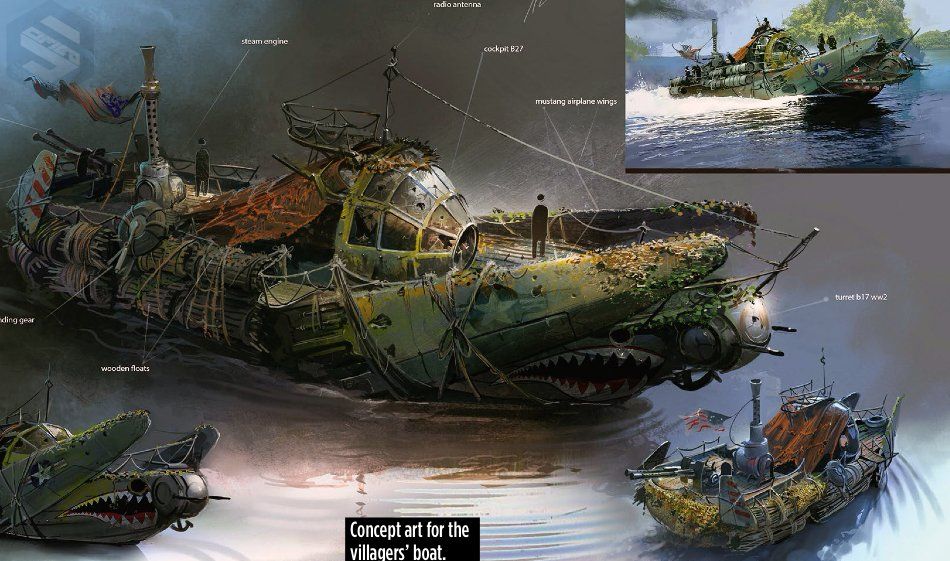 radio antenna
steam engine
cockpit B27
mustang airplane wings
nding gear
turret b17 ww2
wooden floats
Concept art for the
villagers' boat.